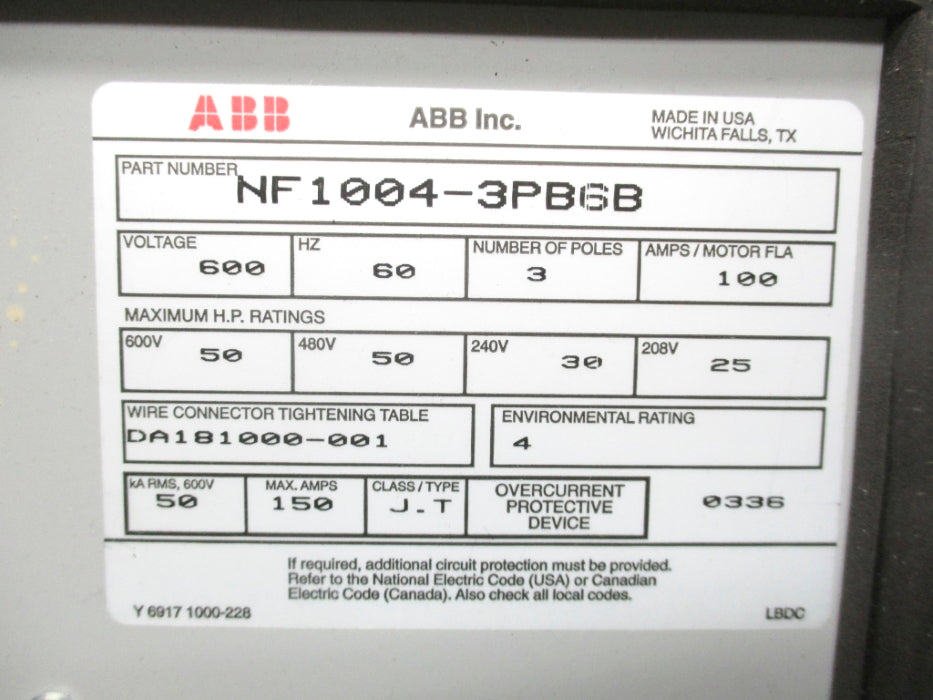 ABB ABB Inc. MADE IN USA
WICHITA FALLS, TX
PART NUMBER NF1004-3PB6B
VOLTAGE HZ NUMBER OF POLES AMPS / MOTOR FLA
600 60 3 100
MAXIMUM H.P. RATINGS
600V 50 480V 50 240V 30 208V 25
WIRE CONNECTOR TIGHTENING TABLE ENVIRONMENTAL RATING
DA181000-001 4
kA RMS, 600V MAX. AMPS CLASS / TYPE OVERCURRENT
50 150 J.T PROTECTIVE 0336
DEVICE
If required, additional circuit protection must be provided.
Refer to the National Electric Code (USA) or Canadian
Electric Code (Canada). Also check all local codes.
Y 6917 1000-228 LBDC